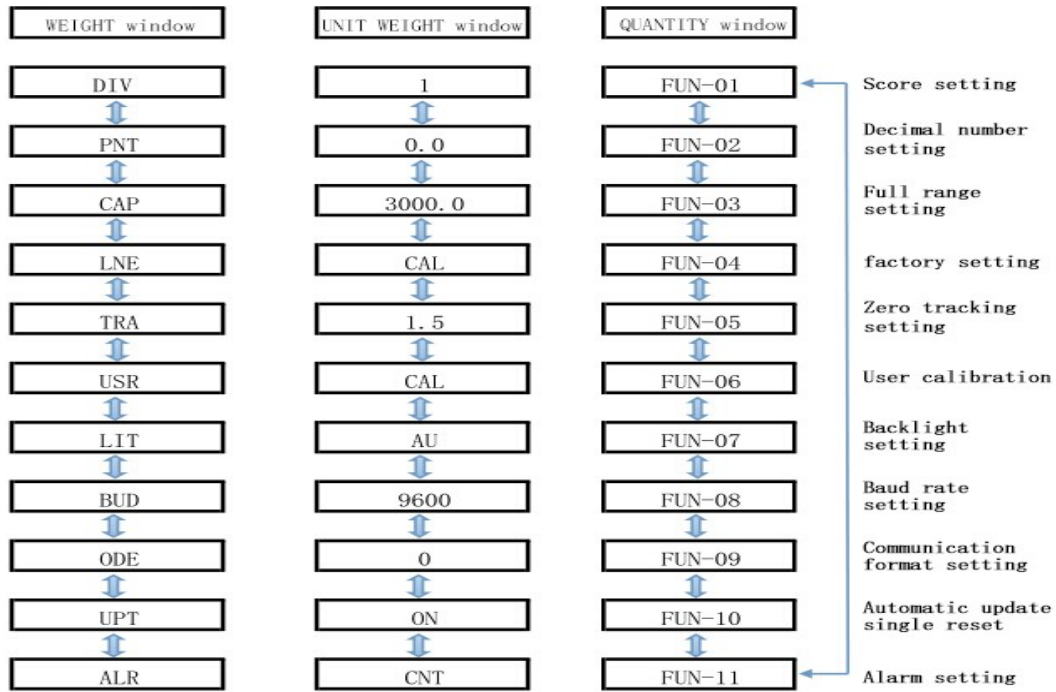 WEIGHT window UNIT WEIGHT window QUANTITY window
DIV 1 FUN-01 Score setting
PNT 0.0 FUN-02 Decimal number
setting
CAP 3000.0 FUN-03 Full range
setting
LNE CAL FUN-04 factory setting
TRA 1.5 FUN-05 Zero tracking
setting
USR CAL FUN-06 User calibration
LIT AU FUN-07 Backlight
setting
BUD 9600 FUN-08 Baud rate
setting
ODE 0 FUN-09 Communication
format setting
UPT ON FUN-10 Automatic update
single reset
ALR CNT FUN-11 Alarm setting